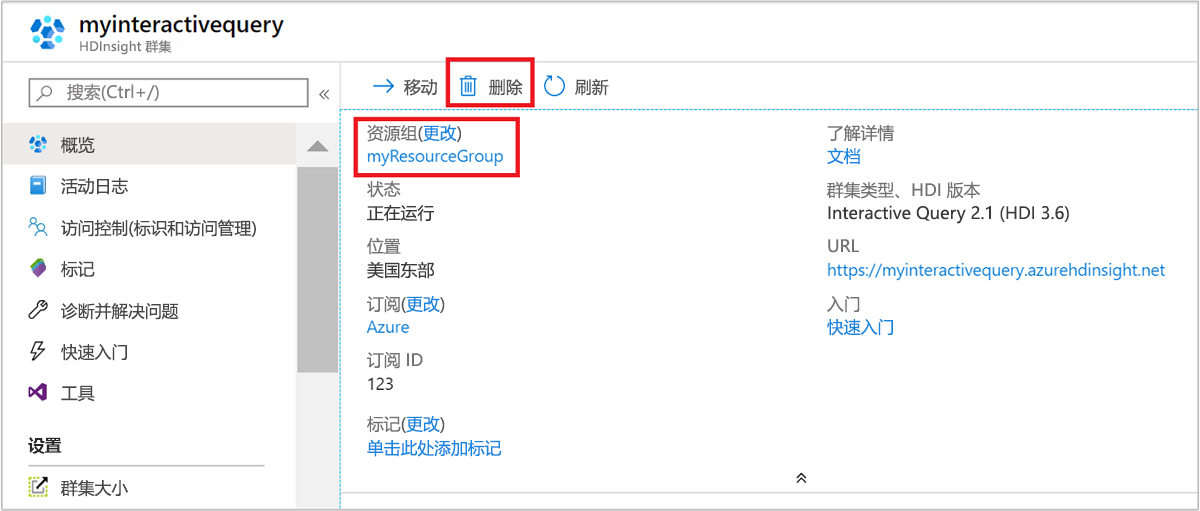 myinteractivequery
HDInsight 群集
搜索(Ctrl+/)
«
概览
活动日志
访问控制(标识和访问管理)
标记
诊断并解决问题
快速入门
工具
设置
群集大小
移动 删除 刷新
资源组(更改)
myResourceGroup
状态
正在运行
位置
美国东部
订阅(更改)
Azure
订阅 ID
123
标记(更改)
单击此处添加标记
了解详情
文档
群集类型、HDI 版本
Interactive Query 2.1 (HDI 3.6)
URL
https://myinteractivequery.azurehdinsight.net
入门
快速入门